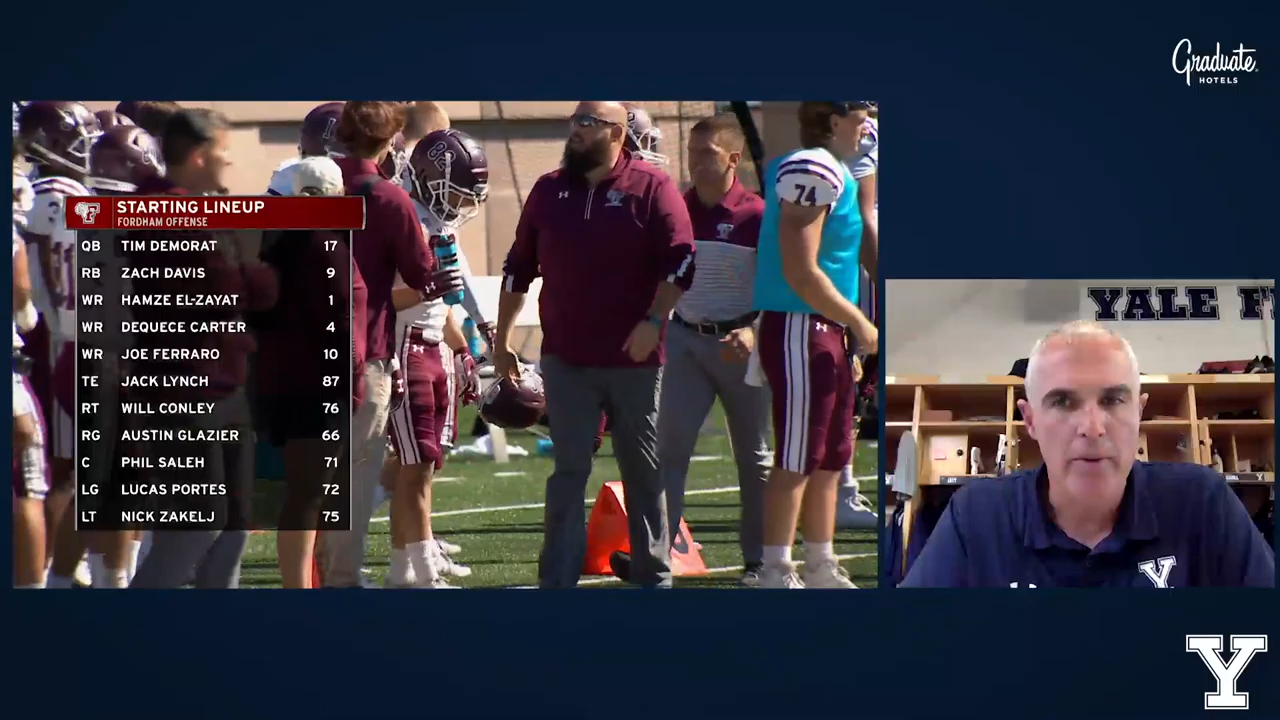 Graduate
HOTELS
STARTING LINEUP
FORDHAM OFFENSE
QB TIM DEMORAT 17
RB ZACH DAVIS 9
WR HAMZE EL-ZAYAT 1
WR DEQUECE CARTER 4
WR JOE FERRARO 10
TE JACK LYNCH 87
RT WILL CONLEY 76
RG AUSTIN GLAZIER 66
C PHIL SALEH 71
LG LUCAS PORTES 72
LT NICK ZAKELJ 75
82
74
YALE F
Y
Y